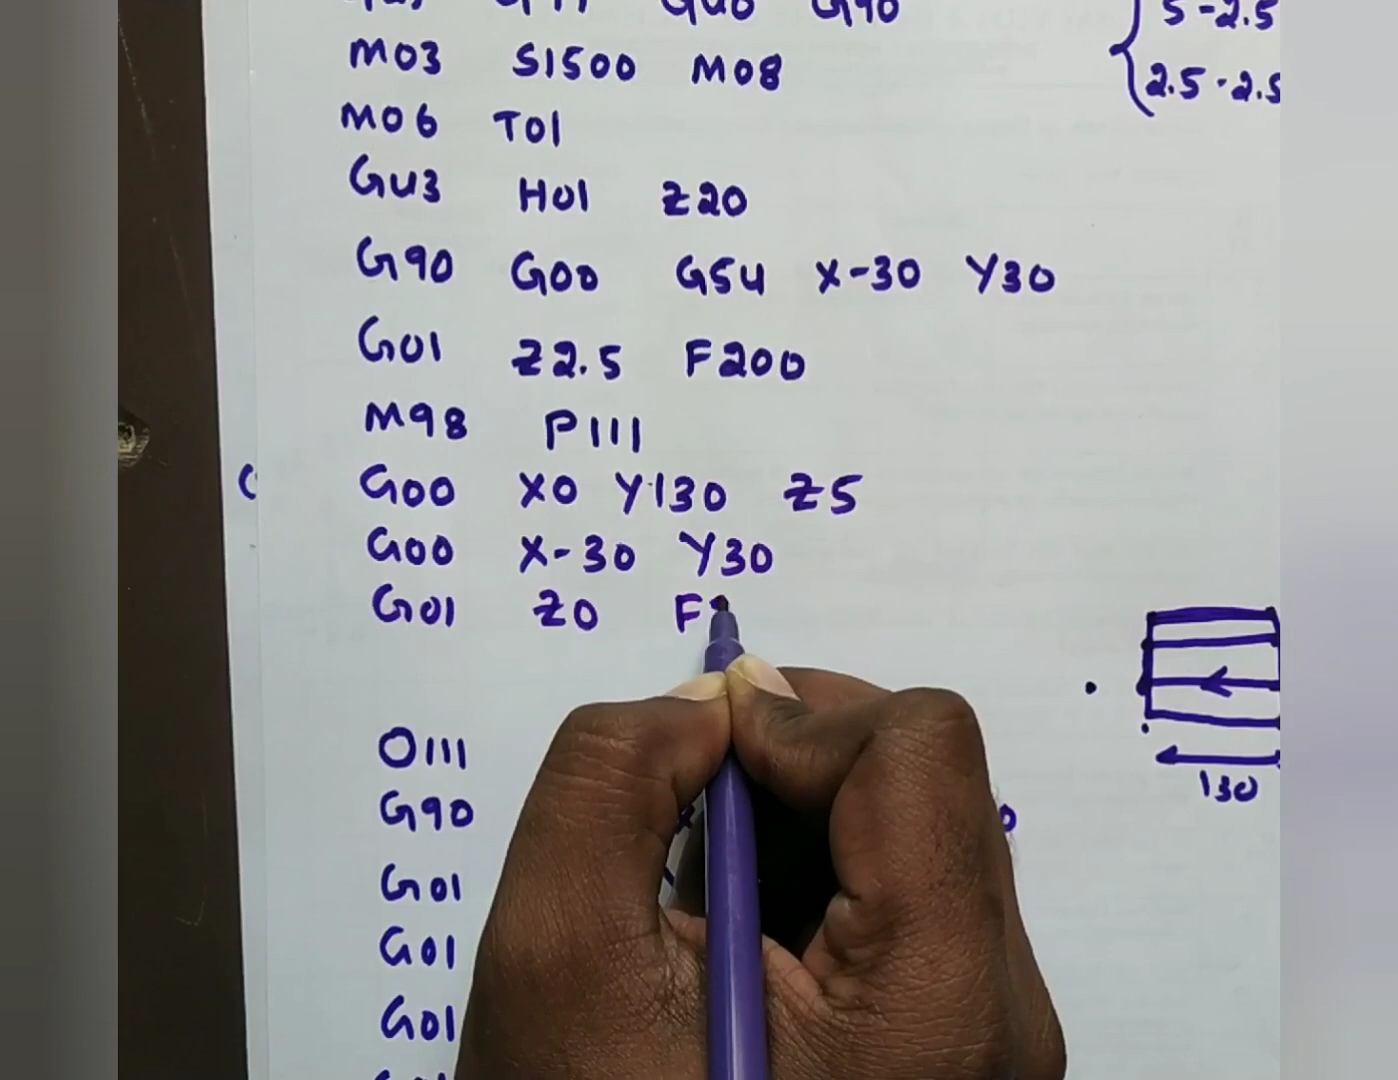 G90
5-2.5
M03 S1500 M08
2.5-2.5
M06 T01
G43 H01 Z20
G90 G00 G54 X-30 Y30
G01 Z2.5 F200
M98 P111
G00 X0 Y130 Z5
G00 X-30 Y30
G01 Z0 F
O111
130
G90
G01
G01
G01